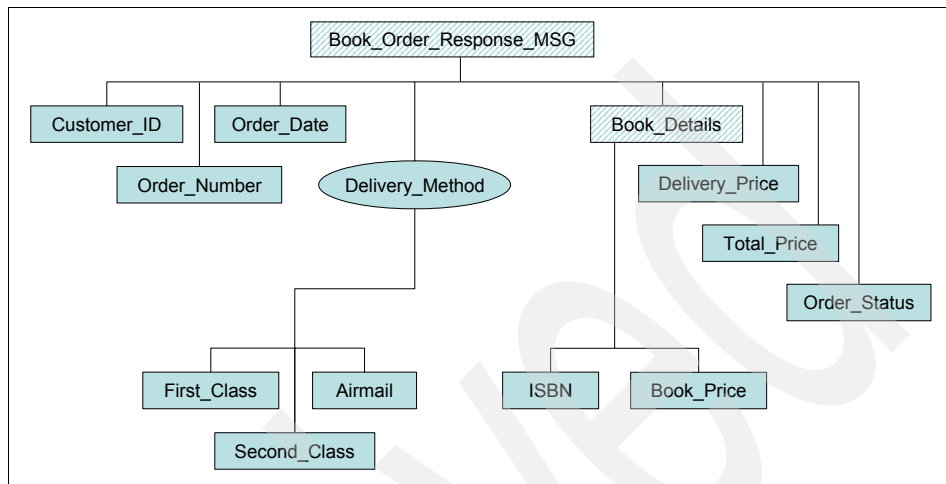 Book_Order_Response_MSG
Customer_ID
Order_Date
Book_Details
Order_Number
Delivery_Method
Delivery_Price
Total_Price
Order_Status
First_Class
Airmail
ISBN
Book_Price
Second_Class